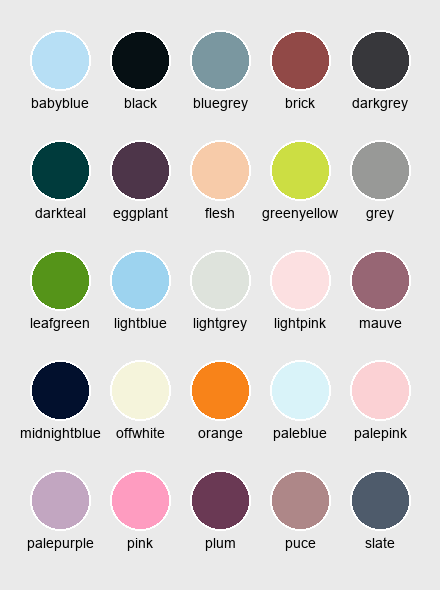 babyblue black bluegrey brick darkgrey
darkteal eggplant flesh greenyellow grey
leafgreen lightblue lightgrey lightpink mauve
midnightblue offwhite orange paleblue palepink
palepurple pink plum puce slate